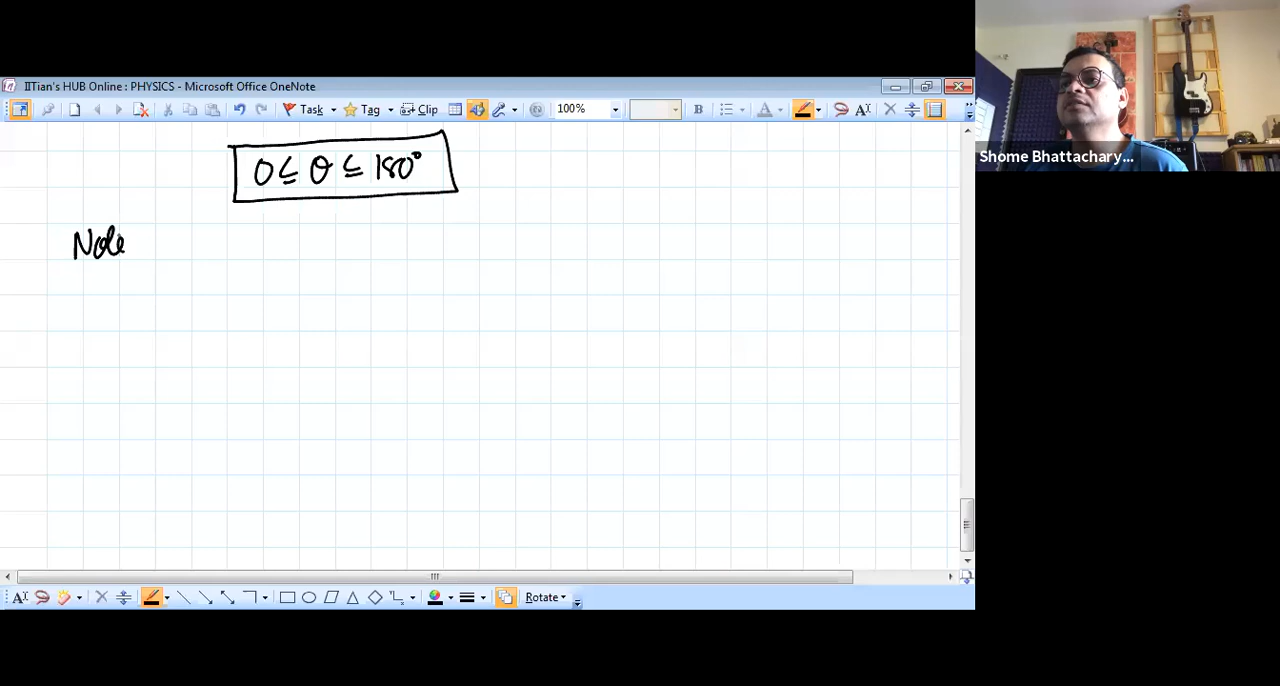 IITian's HUB Online : PHYSICS - Microsoft Office OneNote
Task Tag Clip 100% B A A
0 ≤ θ ≤ 180°
Note
Shome Bhattachary...
A Rotate